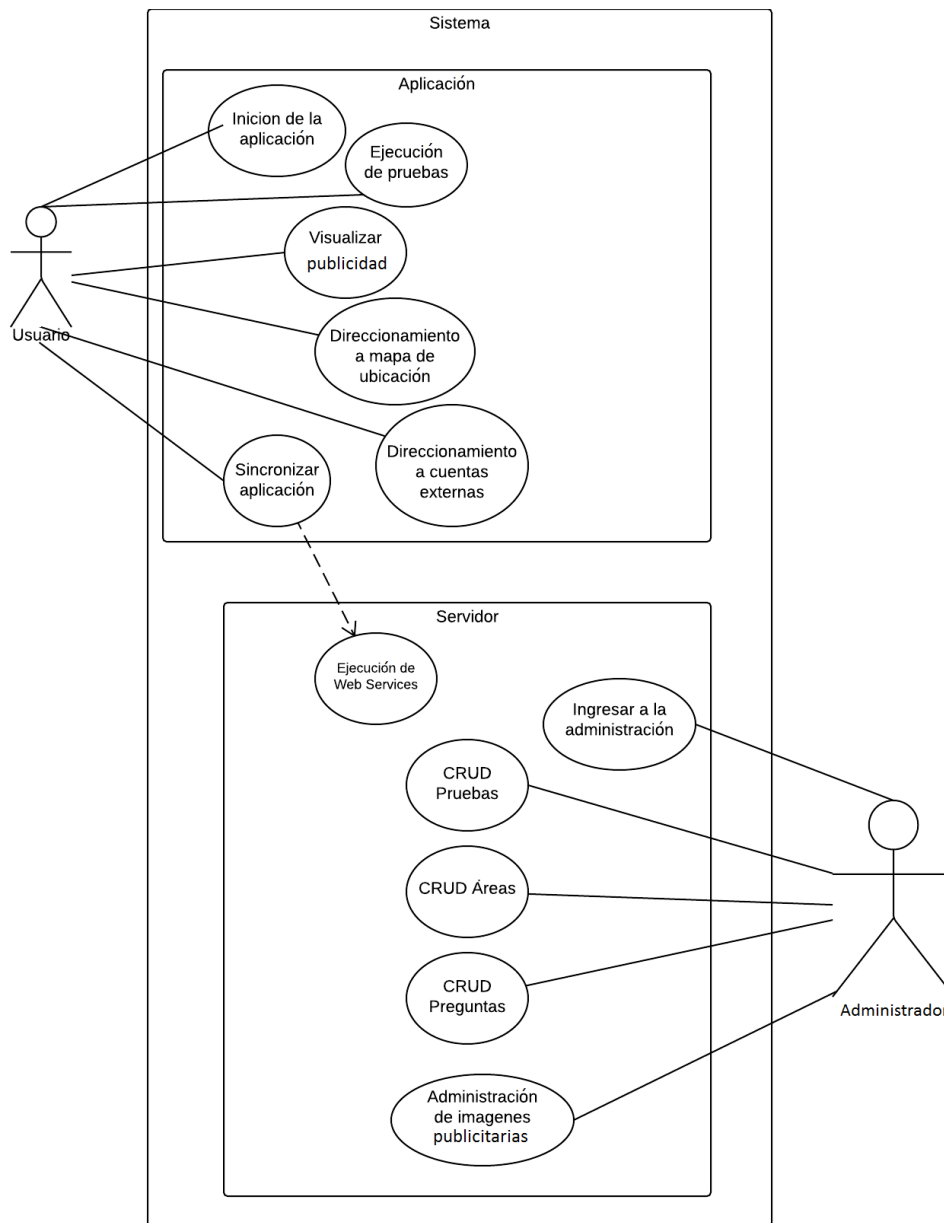 Sistema
Aplicación
Inicion de la
aplicación
Ejecución
de pruebas
Visualizar
publicidad
Usuario
Direccionamiento
a mapa de
ubicación
Direccionamiento
a cuentas
externas
Sincronizar
aplicación
Servidor
Ejecución de
Web Services
Ingresar a la
administración
CRUD
Pruebas
CRUD Áreas
CRUD
Preguntas
Administrador
Administración
de imagenes
publicitarias